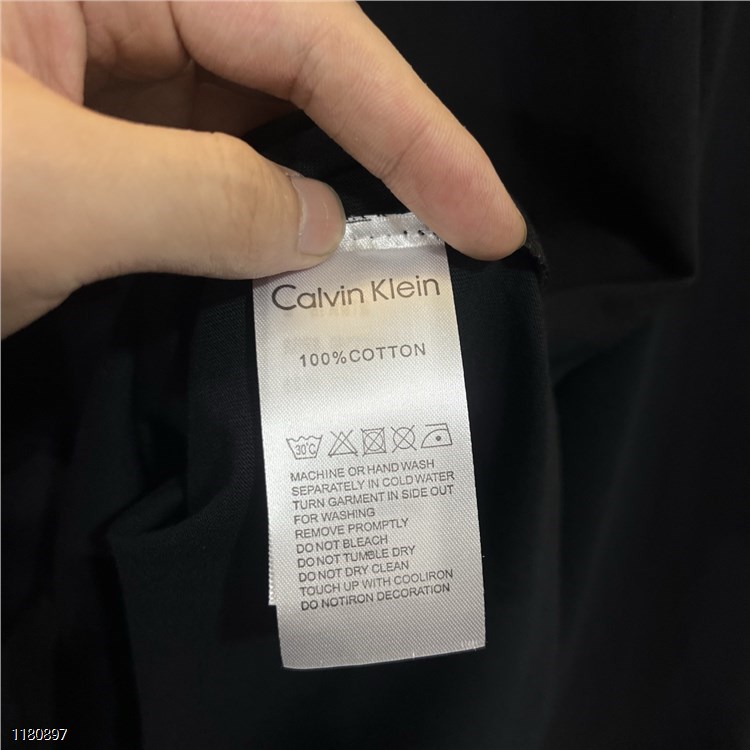 Calvin Klein
100%COTTON
30°C
MACHINE OR HAND WASH
SEPARATELY IN COLD WATER
TURN GARMENT IN SIDE OUT
FOR WASHING
REMOVE PROMPTLY
DO NOT BLEACH
DO NOT TUMBLE DRY
DO NOT DRY CLEAN
TOUCH UP WITH COOLIRON
DO NOTIRON DECORATION
1180897